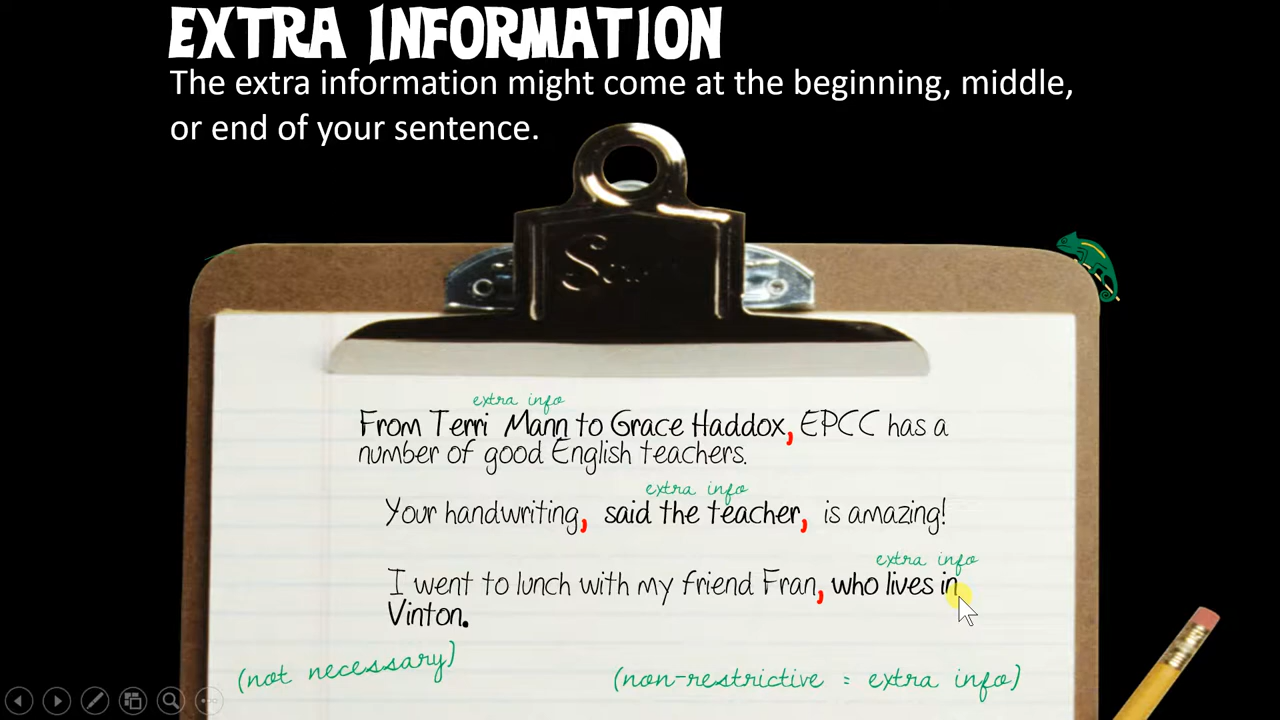 EXTRA INFORMATION
The extra information might come at the beginning, middle,
or end of your sentence.
extra info
From Terri Mann to Grace Haddox, EPCC has a
number of good English teachers.
extra info
Your handwriting, said the teacher, is amazing!
extra info
I went to lunch with my friend Fran, who lives in
Vinton.
(not necessary)
(non-restrictive = extra info)